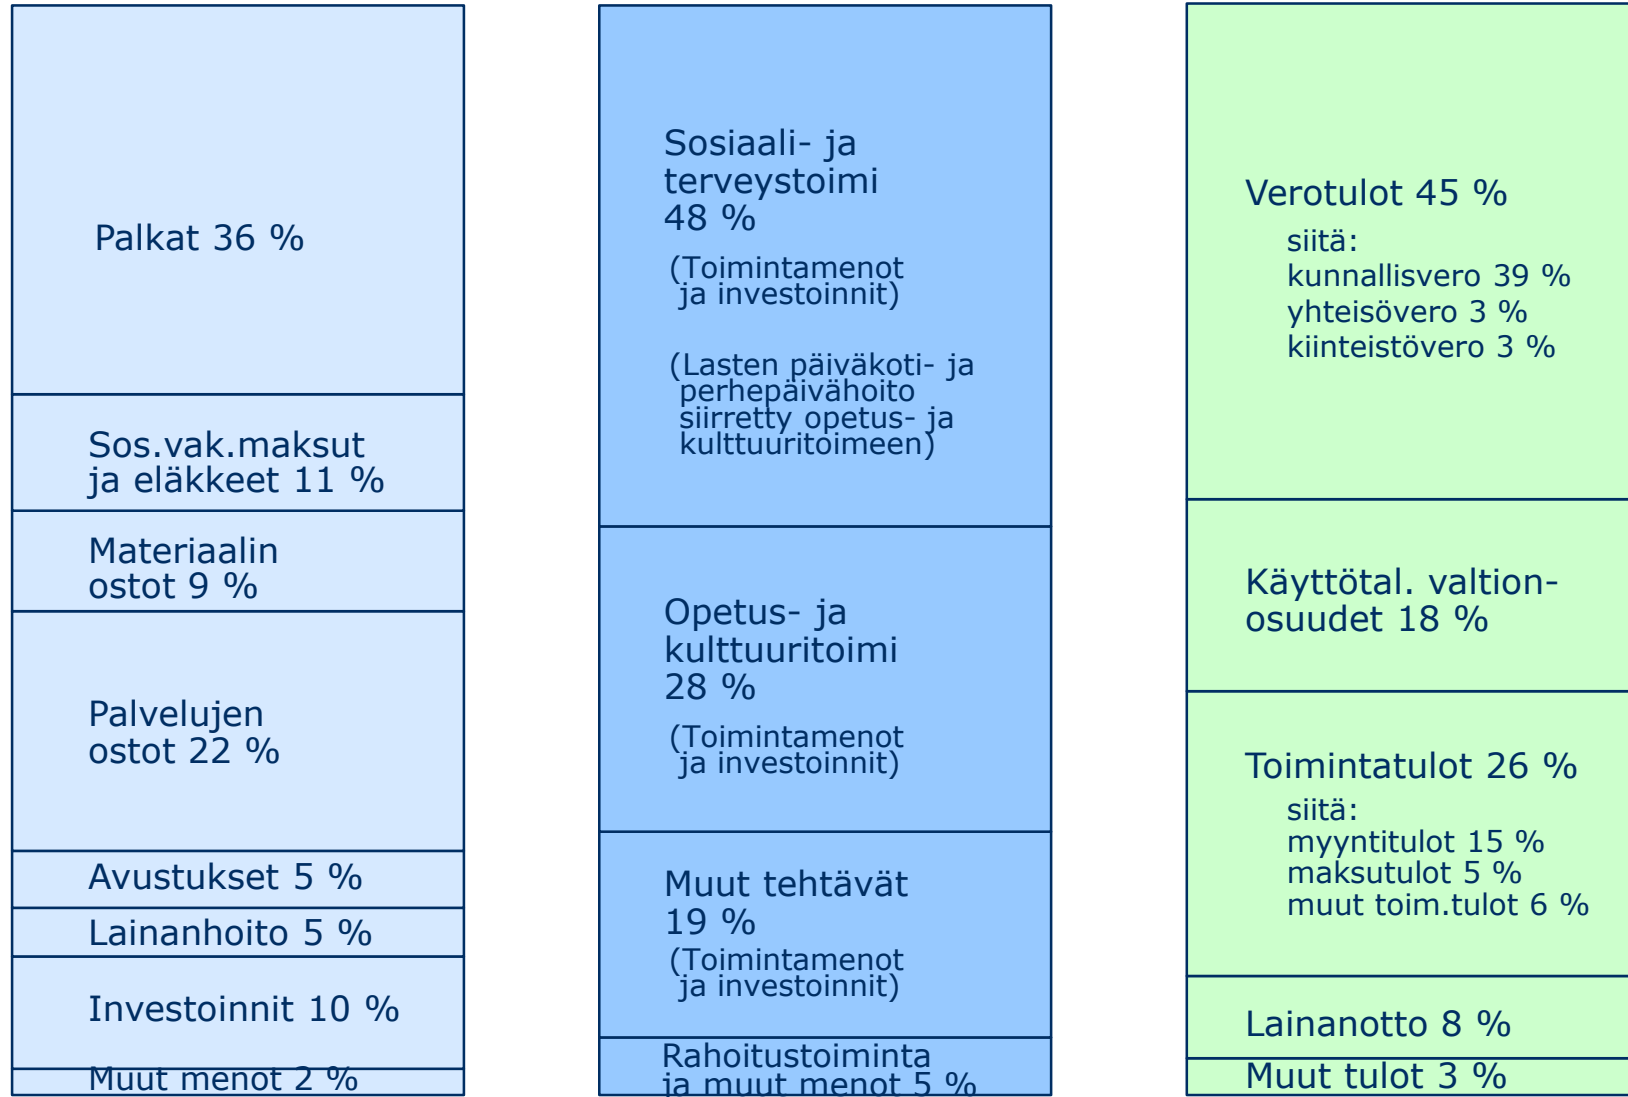 Palkat 36 %
Sos.vak.maksut
ja eläkkeet 11 %
Materiaalin
ostot 9 %
Palvelujen
ostot 22 %
Avustukset 5 %
Lainanhoito 5 %
Investoinnit 10 %
Muut menot 2 %
Sosiaali- ja
terveystoimi
48 %
(Toimintamenot
ja investoinnit)
(Lasten päiväkoti- ja
perhepäivähoito
siirretty opetus- ja
kulttuuritoimeen)
Opetus- ja
kulttuuritoimi
28 %
(Toimintamenot
ja investoinnit)
Muut tehtävät
19 %
(Toimintamenot
ja investoinnit)
Rahoitustoiminta
ja muut menot 5 %
Verotulot 45 %
siitä:
kunnallisvero 39 %
yhteisövero 3 %
kiinteistövero 3 %
Käyttötal. valtion-
osuudet 18 %
Toimintatulot 26 %
siitä:
myyntitulot 15 %
maksutulot 5 %
muut toim.tulot 6 %
Lainanotto 8 %
Muut tulot 3 %